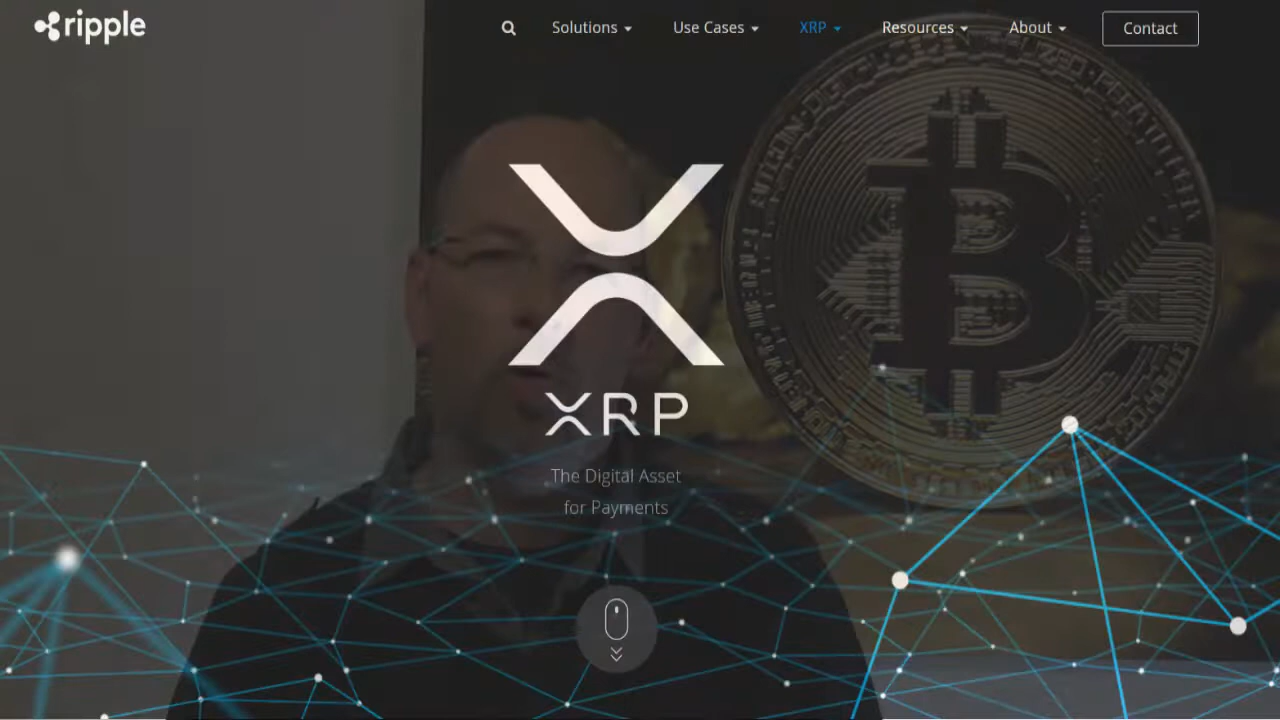 ripple
Solutions
Use Cases
XRP
Resources
About
Contact
XRP
The Digital Asset
for Payments